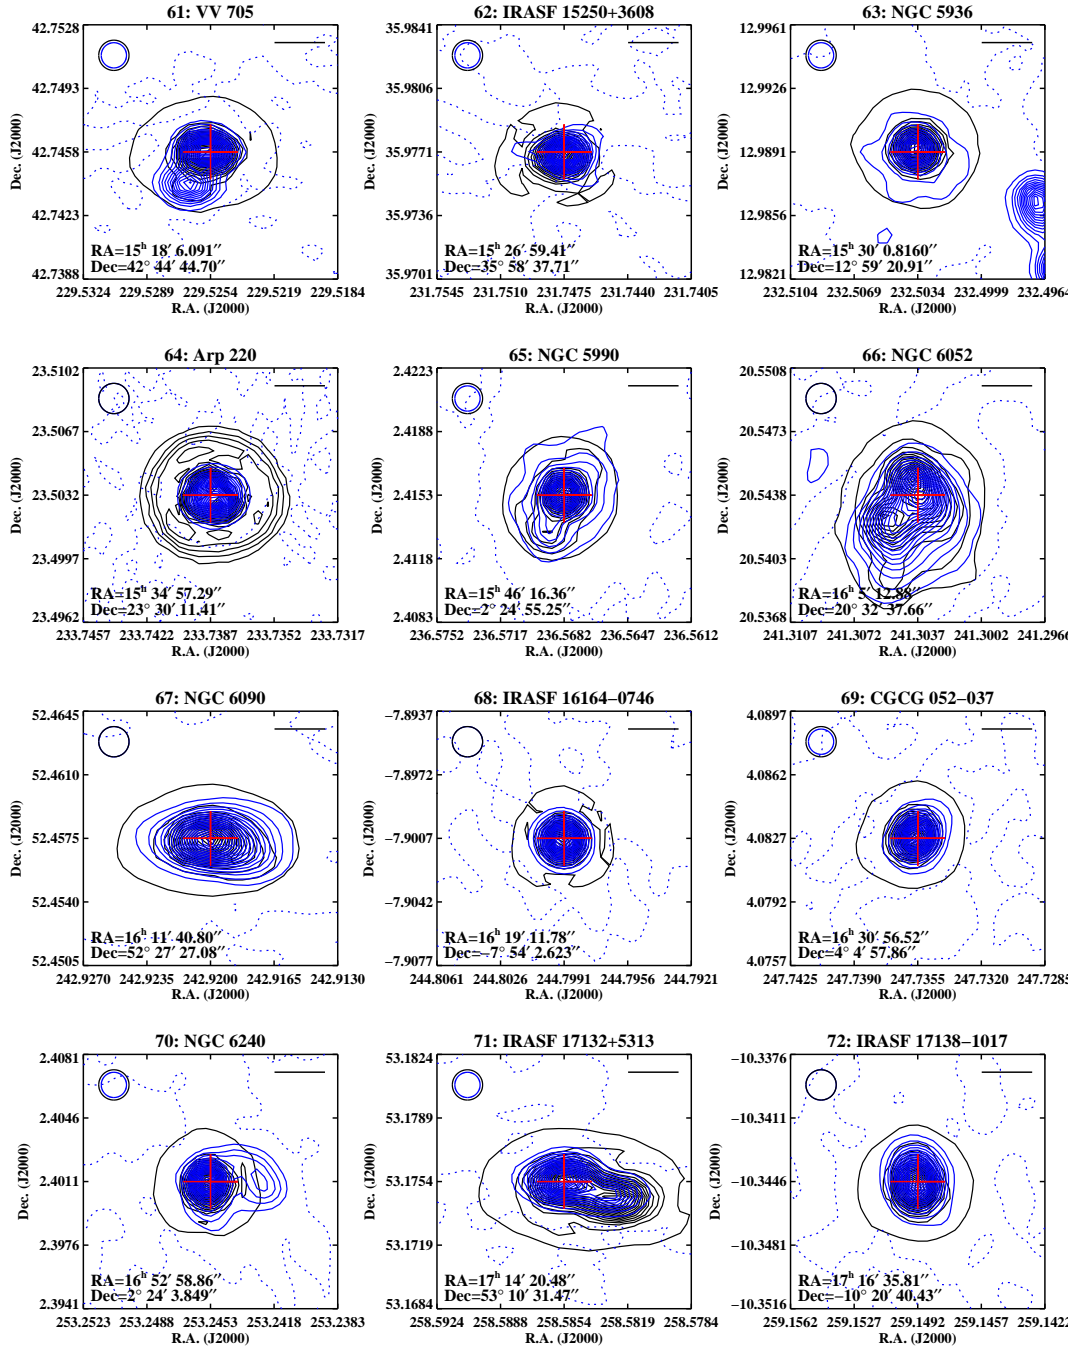 61: VV 705
42.7528
42.7493
42.7458
42.7423
42.7388
Dec. (J2000)
RA=15ʰ 18′ 6.091″
Dec=42° 44′ 44.70″
229.5324 229.5289 229.5254 229.5219 229.5184
R.A. (J2000)
62: IRASF 15250+3608
35.9841
35.9806
35.9771
35.9736
35.9701
Dec. (J2000)
RA=15ʰ 26′ 59.41″
Dec=35° 58′ 37.71″
231.7545 231.7510 231.7475 231.7440 231.7405
R.A. (J2000)
63: NGC 5936
12.9961
12.9926
12.9891
12.9856
12.9821
Dec. (J2000)
RA=15ʰ 30′ 0.8160″
Dec=12° 59′ 20.91″
232.5104 232.5069 232.5034 232.4999 232.4964
R.A. (J2000)
64: Arp 220
23.5102
23.5067
23.5032
23.4997
23.4962
Dec. (J2000)
RA=15ʰ 34′ 57.29″
Dec=23° 30′ 11.41″
233.7457 233.7422 233.7387 233.7352 233.7317
R.A. (J2000)
65: NGC 5990
2.4223
2.4188
2.4153
2.4118
2.4083
Dec. (J2000)
RA=15ʰ 46′ 16.36″
Dec=2° 24′ 55.25″
236.5752 236.5717 236.5682 236.5647 236.5612
R.A. (J2000)
66: NGC 6052
20.5508
20.5473
20.5438
20.5403
20.5368
Dec. (J2000)
RA=16ʰ 5′ 12.88″
Dec=20° 32′ 37.66″
241.3107 241.3072 241.3037 241.3002 241.2966
R.A. (J2000)
67: NGC 6090
52.4645
52.4610
52.4575
52.4540
52.4505
Dec. (J2000)
RA=16ʰ 11′ 40.80″
Dec=52° 27′ 27.08″
242.9270 242.9235 242.9200 242.9165 242.9130
R.A. (J2000)
68: IRASF 16164−0746
−7.8937
−7.8972
−7.9007
−7.9042
−7.9077
Dec. (J2000)
RA=16ʰ 19′ 11.78″
Dec=−7° 54′ 2.623″
244.8061 244.8026 244.7991 244.7956 244.7921
R.A. (J2000)
69: CGCG 052−037
4.0897
4.0862
4.0827
4.0792
4.0757
Dec. (J2000)
RA=16ʰ 30′ 56.52″
Dec=4° 4′ 57.86″
247.7425 247.7390 247.7355 247.7320 247.7285
R.A. (J2000)
70: NGC 6240
2.4081
2.4046
2.4011
2.3976
2.3941
Dec. (J2000)
RA=16ʰ 52′ 58.86″
Dec=2° 24′ 3.849″
253.2523 253.2488 253.2453 253.2418 253.2383
R.A. (J2000)
71: IRASF 17132+5313
53.1824
53.1789
53.1754
53.1719
53.1684
Dec. (J2000)
RA=17ʰ 14′ 20.48″
Dec=53° 10′ 31.47″
258.5924 258.5888 258.5854 258.5819 258.5784
R.A. (J2000)
72: IRASF 17138−1017
−10.3376
−10.3411
−10.3446
−10.3481
−10.3516
Dec. (J2000)
RA=17ʰ 16′ 35.81″
Dec=−10° 20′ 40.43″
259.1562 259.1527 259.1492 259.1457 259.1422
R.A. (J2000)